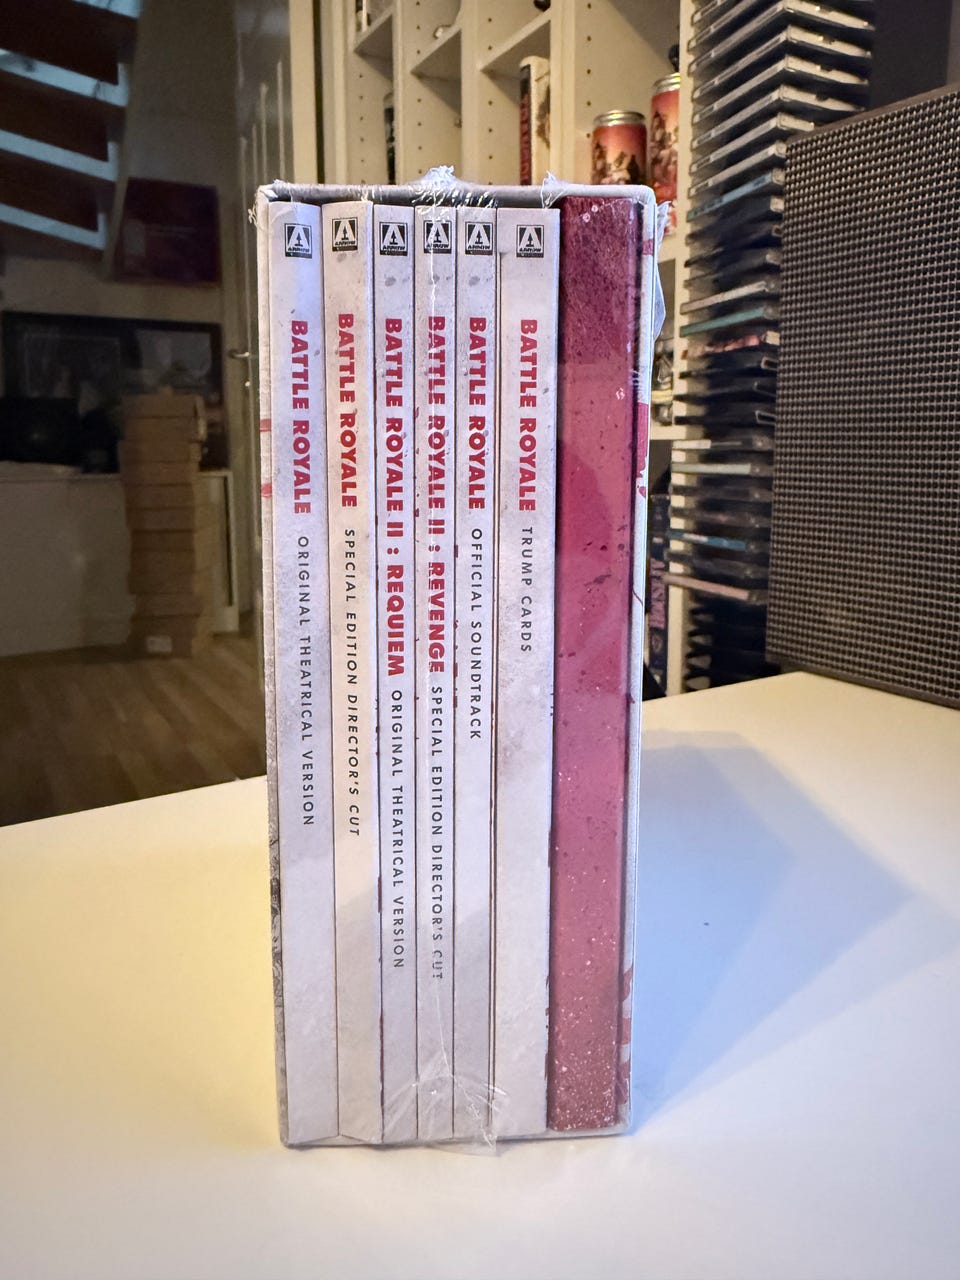 ARROW
BATTLE ROYALE ORIGINAL THEATRICAL VERSION
ARROW
BATTLE ROYALE SPECIAL EDITION DIRECTOR'S CUT
ARROW
BATTLE ROYALE II : REQUIEM ORIGINAL THEATRICAL VERSION
ARROW
BATTLE ROYALE II : REVENGE SPECIAL EDITION DIRECTOR'S CUT
ARROW
BATTLE ROYALE OFFICIAL SOUNDTRACK
ARROW
BATTLE ROYALE TRUMP CARDS